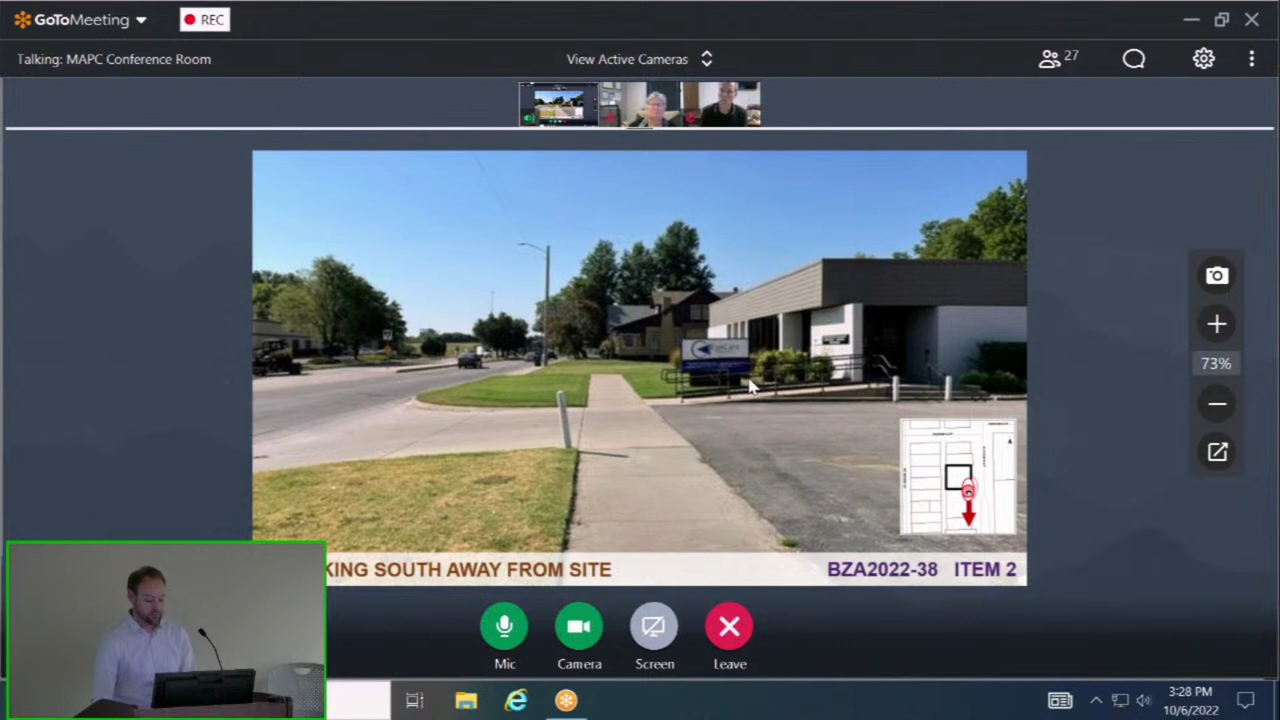 GoToMeeting
REC
Talking: MAPC Conference Room
View Active Cameras
27
73%
KING SOUTH AWAY FROM SITE
BZA2022-38 ITEM 2
Mic
Camera
Screen
Leave
3:28 PM
10/6/2022